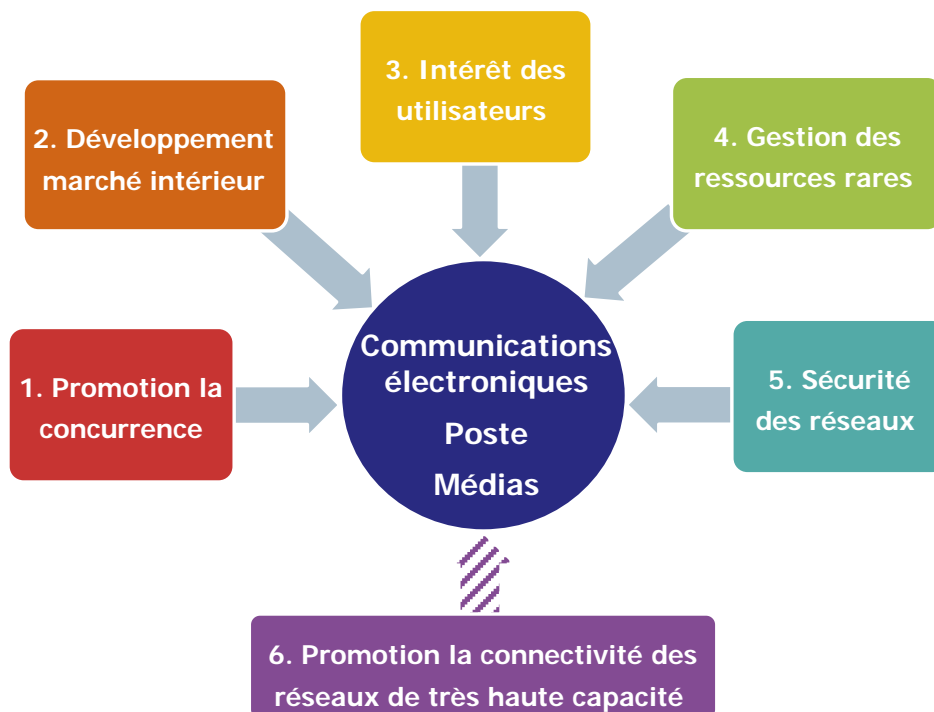 1. Promotion la
concurrence
2. Développement
marché intérieur
3. Intérêt des
utilisateurs
4. Gestion des
ressources rares
5. Sécurité
des réseaux
6. Promotion la connectivité des
réseaux de très haute capacité
Communications
électroniques
Poste
Médias